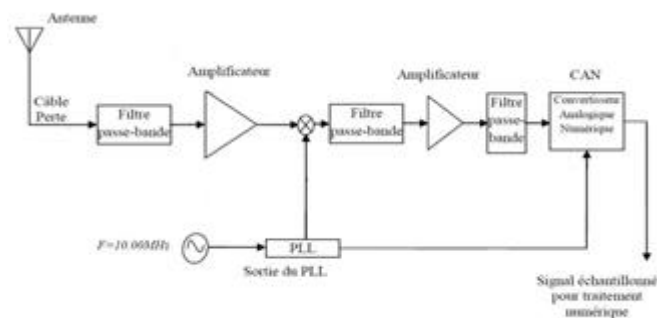 Antenne
Amplificateur
Amplificateur
CAN
Câble
Perte
Filtre
passe-bande
Filtre
passe-bande
Filtre
passe-
bande
Convertisseur
Analogique
Numérique
F=10.00MHz
PLL
Sortie du PLL
Signal échantillonné
pour traitement
numérique